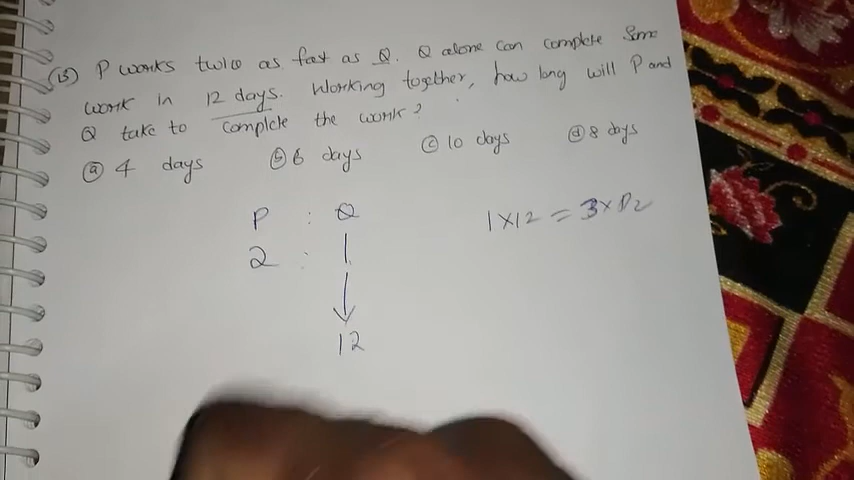 (13) P works twice as fast as Q. Q alone can complete some
work in 12 days. Working together, how long will P and
Q take to complete the work?
(a) 4 days (b) 6 days (c) 10 days (d) 8 days
P : Q
2 : 1
1 x 12 = 3 x D2
12